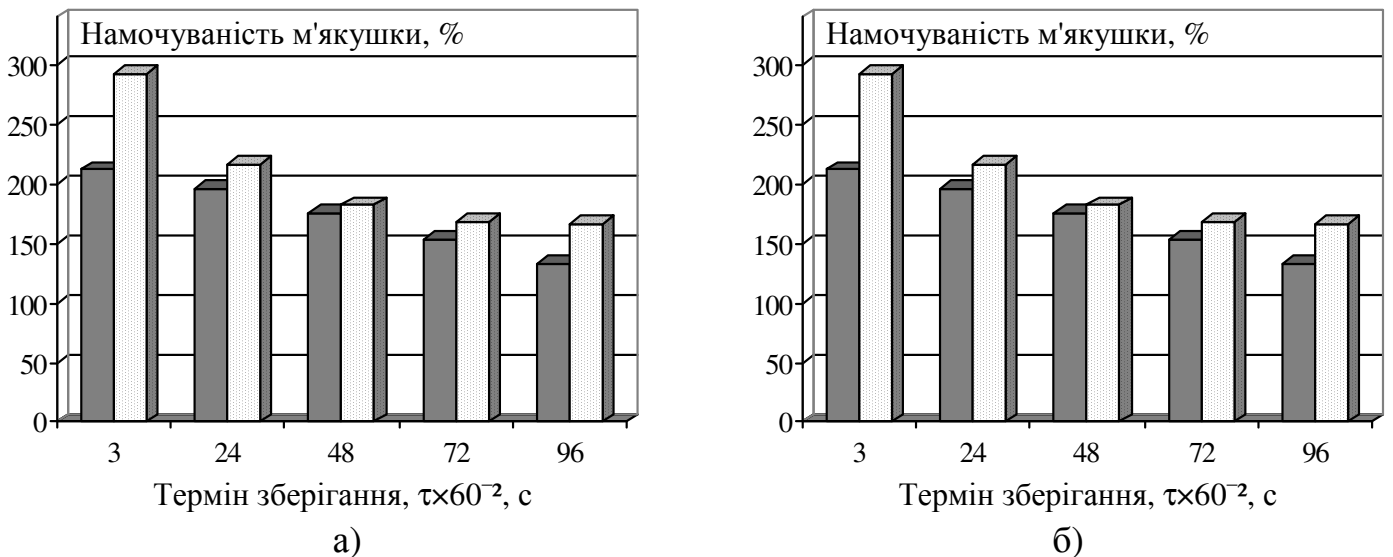 Намочуваність м'якушки, %
300
250
200
150
100
50
0
3 24 48 72 96
Термін зберігання, τ×60⁻², с
а)
Намочуваність м'якушки, %
300
250
200
150
100
50
0
3 24 48 72 96
Термін зберігання, τ×60⁻², с
б)